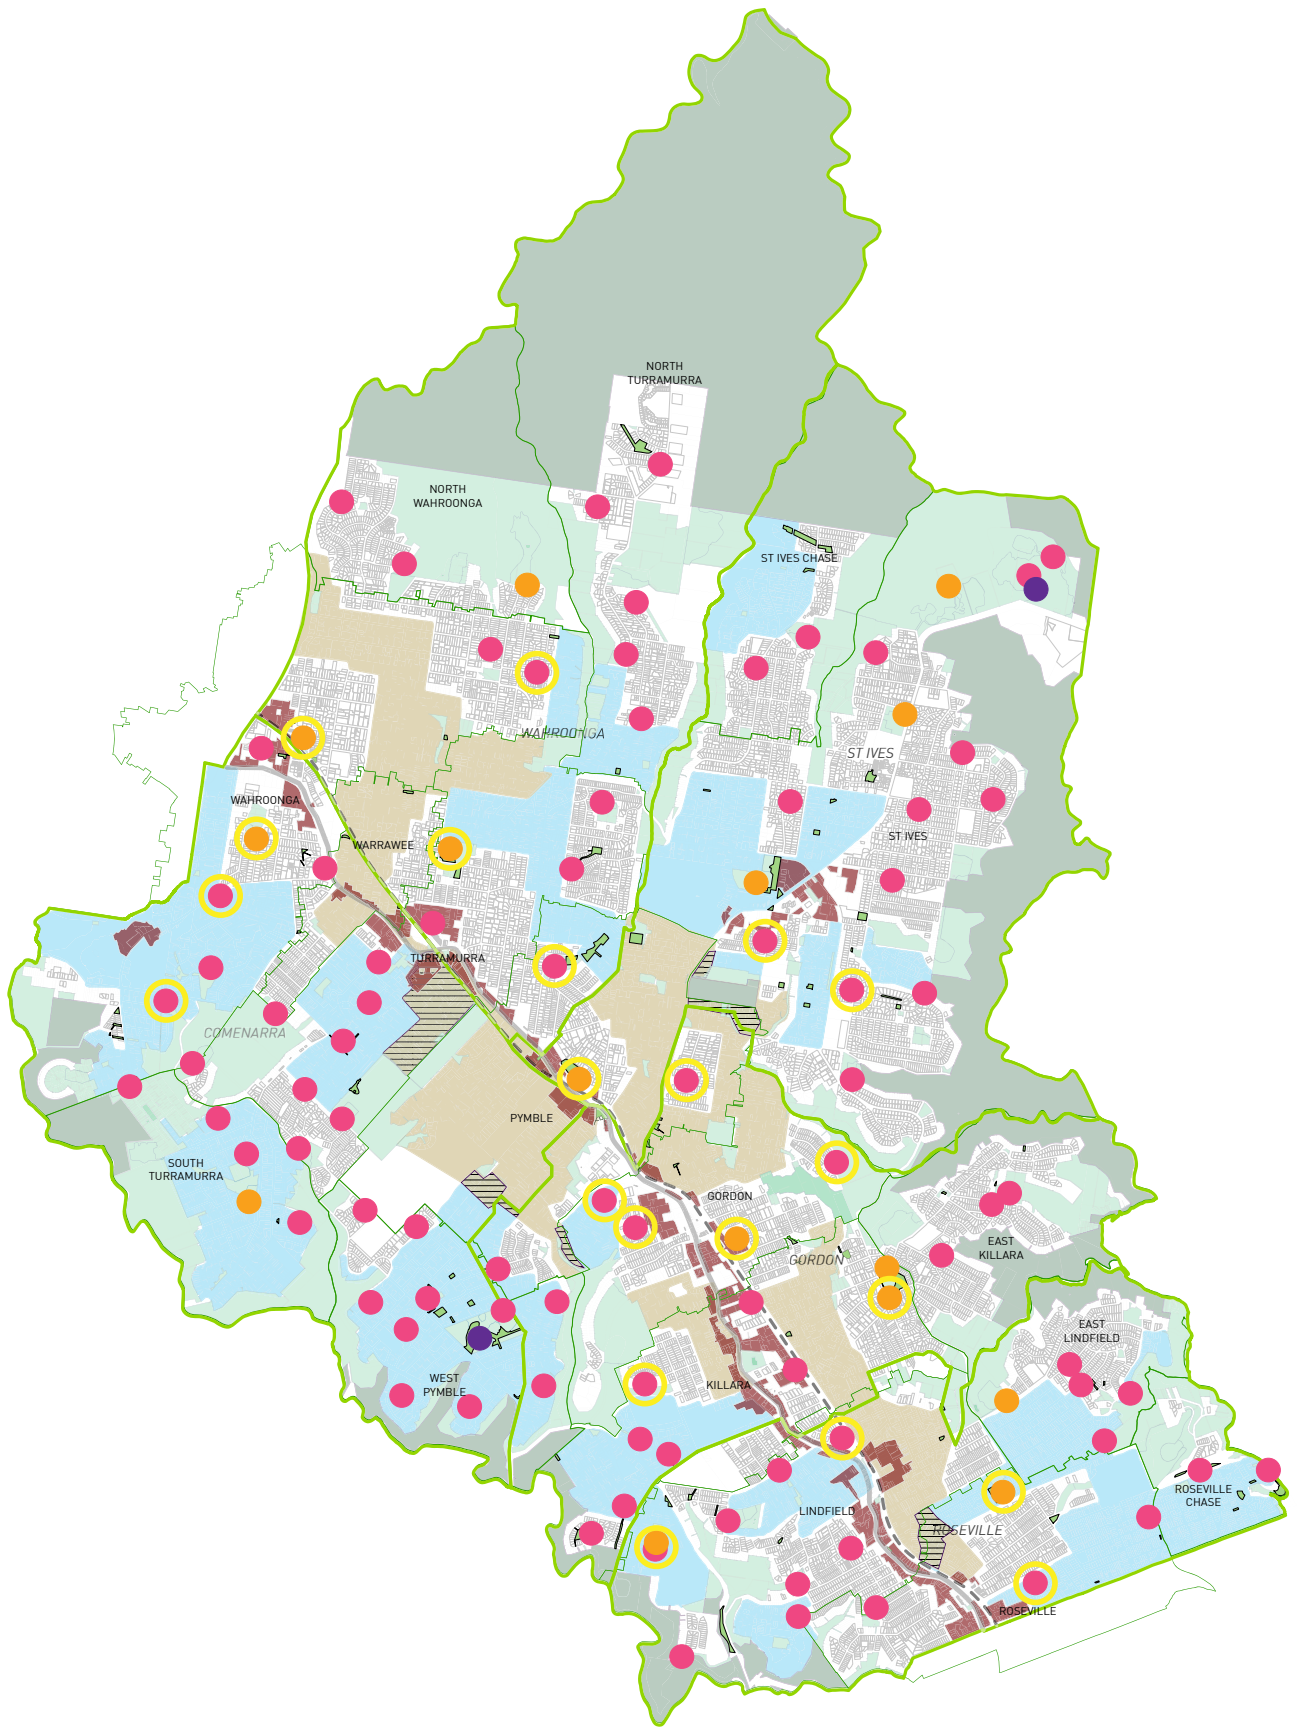 NORTH
TURRAMURRA
NORTH
WAHROONGA
ST IVES CHASE
WAHROONGA
ST IVES
WAHROONGA
ST IVES
WARRAWEE
TURRAMURRA
COMENARRA
PYMBLE
SOUTH
TURRAMURRA
GORDON
EAST
KILLARA
GORDON
EAST
LINDFIELD
WEST
PYMBLE
KILLARA
ROSEVILLE
CHASE
LINDFIELD
ROSEVILLE
ROSEVILLE